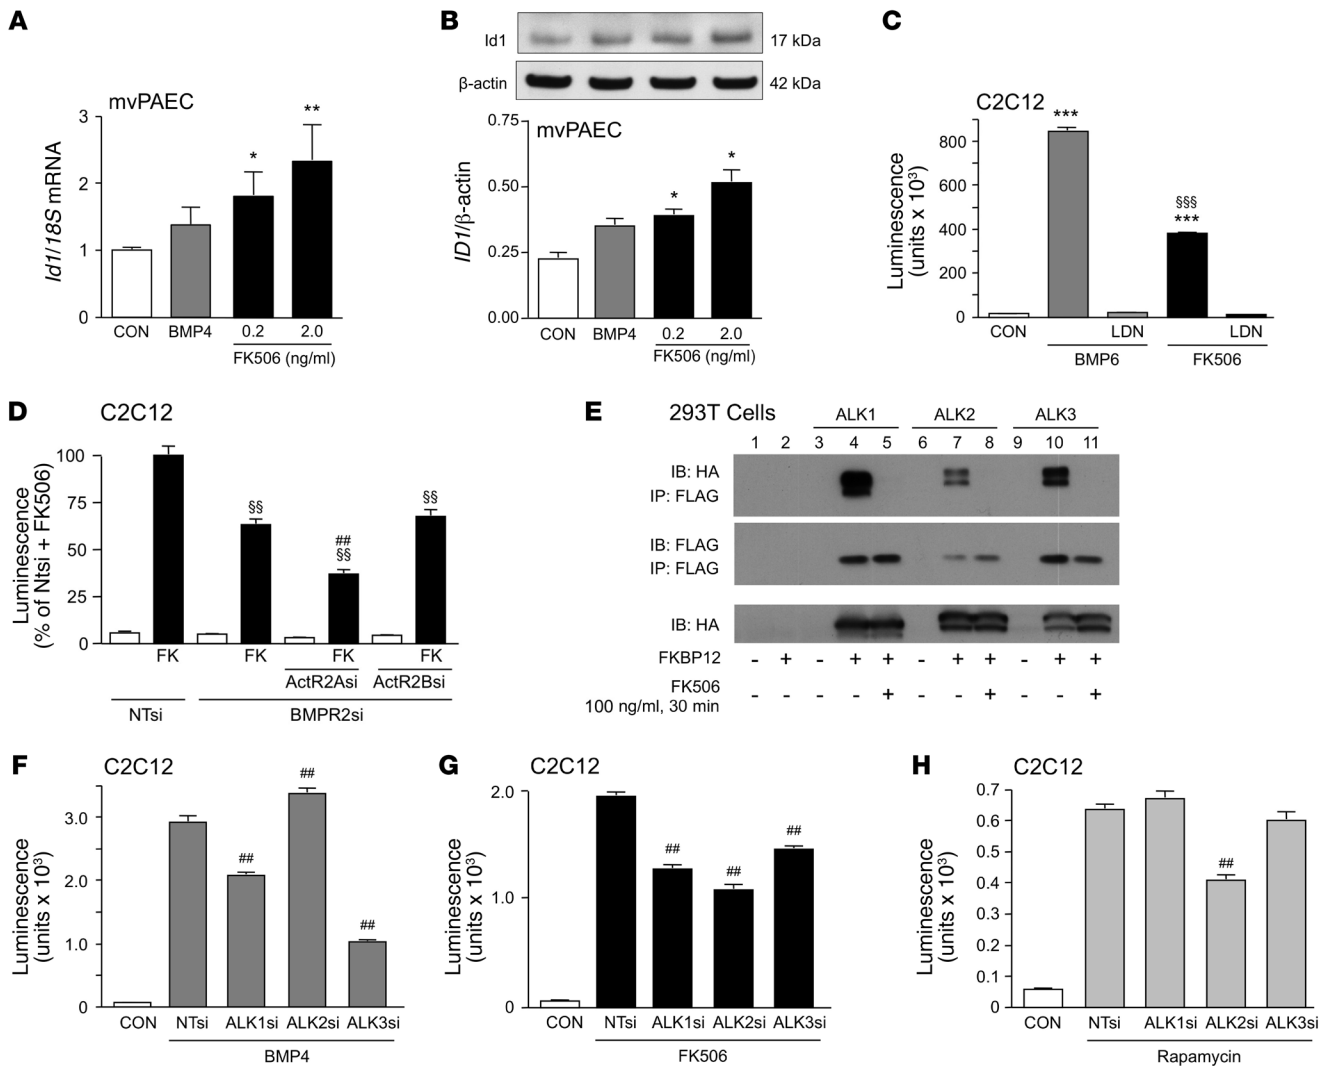 A
mvPAEC
Id1/18S mRNA
3
2
1
0
*
**
CON
BMP4
0.2
2.0
FK506 (ng/ml)
B
Id1
17 kDa
β-actin
42 kDa
mvPAEC
ID1/β-actin
0.75
0.50
0.25
0.00
*
*
CON
BMP4
0.2
2.0
FK506 (ng/ml)
C
C2C12
Luminescence
(units x 10³)
800
600
400
200
0
***
§§§
***
CON
LDN
LDN
BMP6
FK506
D
C2C12
Luminescence
(% of Ntsi + FK506)
100
75
50
25
0
§§
##
§§
§§
FK
FK
FK
FK
ActR2Asi
ActR2Bsi
NTsi
BMPR2si
E
293T Cells
ALK1
ALK2
ALK3
1 2 3 4 5 6 7 8 9 10 11
IB: HA
IP: FLAG
IB: FLAG
IP: FLAG
IB: HA
FKBP12 - + - + + - + + - + +
FK506 - - - - + - - + - - +
100 ng/ml, 30 min
F
C2C12
Luminescence
(units x 10³)
3.0
2.0
1.0
0
##
##
##
CON
NTsi
ALK1si
ALK2si
ALK3si
BMP4
G
C2C12
Luminescence
(units x 10³)
2.0
1.0
0
##
##
##
CON
NTsi
ALK1si
ALK2si
ALK3si
FK506
H
C2C12
Luminescence
(units x 10³)
0.7
0.6
0.5
0.4
0.3
0.2
0.1
0
##
CON
NTsi
ALK1si
ALK2si
ALK3si
Rapamycin